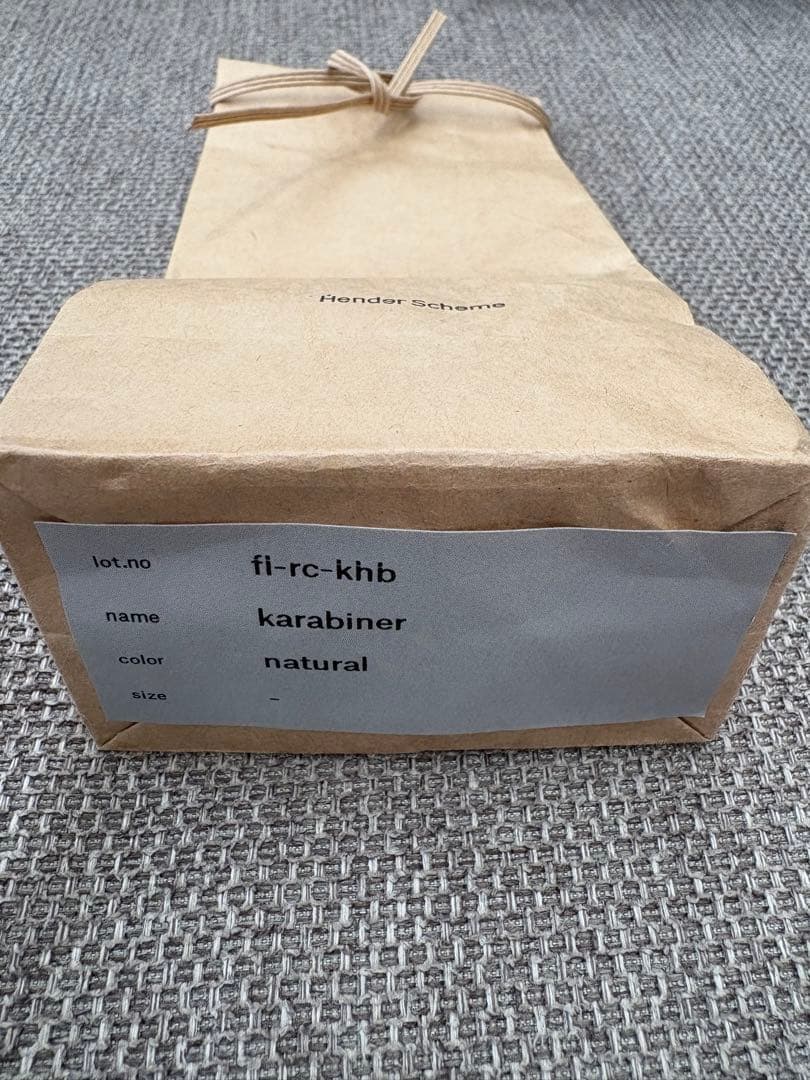 Hender Scheme
lot.no fi-rc-khb
name karabiner
color natural
size -